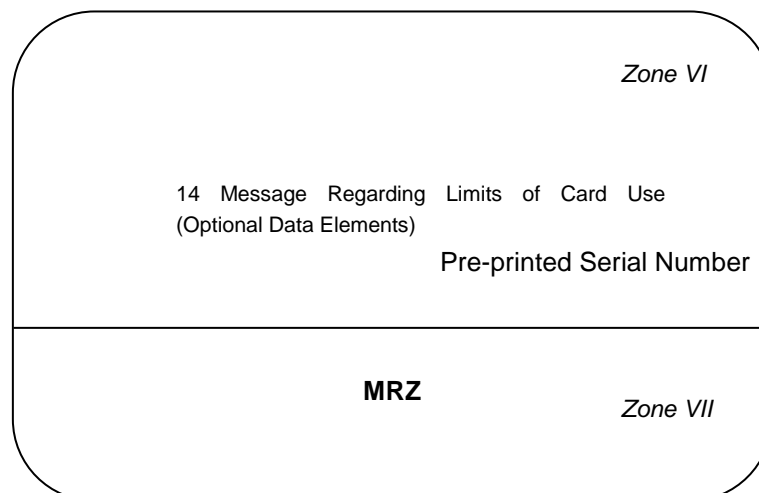 Zone VI
14 Message Regarding Limits of Card Use
(Optional Data Elements)
Pre-printed Serial Number
MRZ
Zone VII